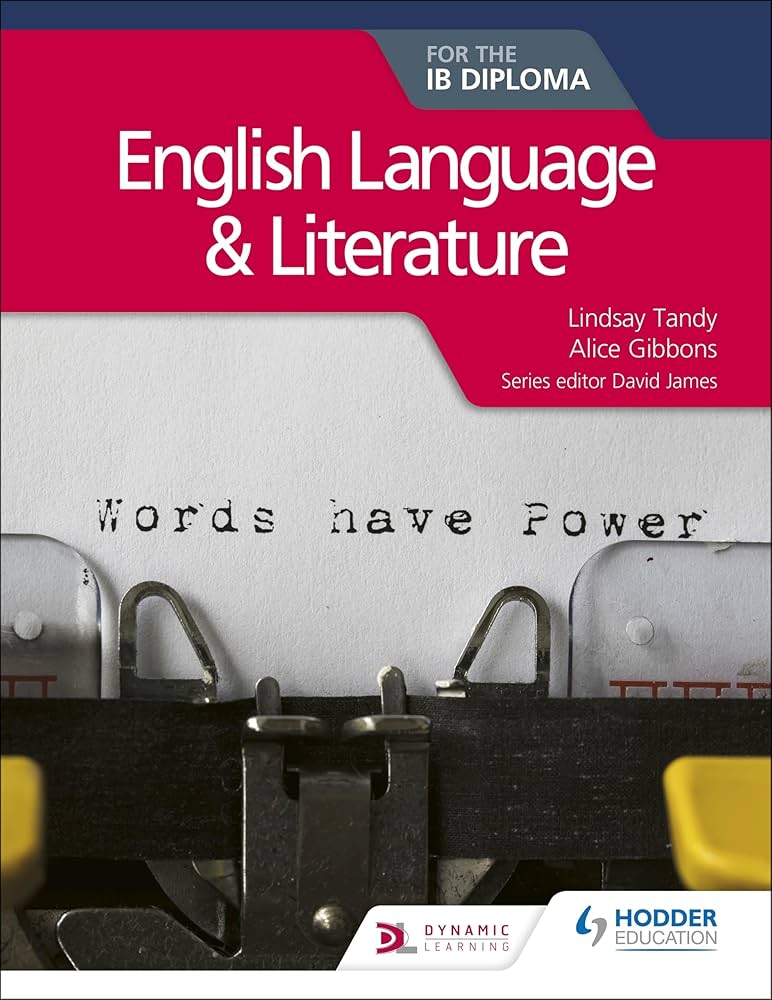 FOR THE
IB DIPLOMA
English Language
& Literature
Lindsay Tandy
Alice Gibbons
Series editor David James
Words have Power
DL DYNAMIC
LEARNING
HODDER
EDUCATION